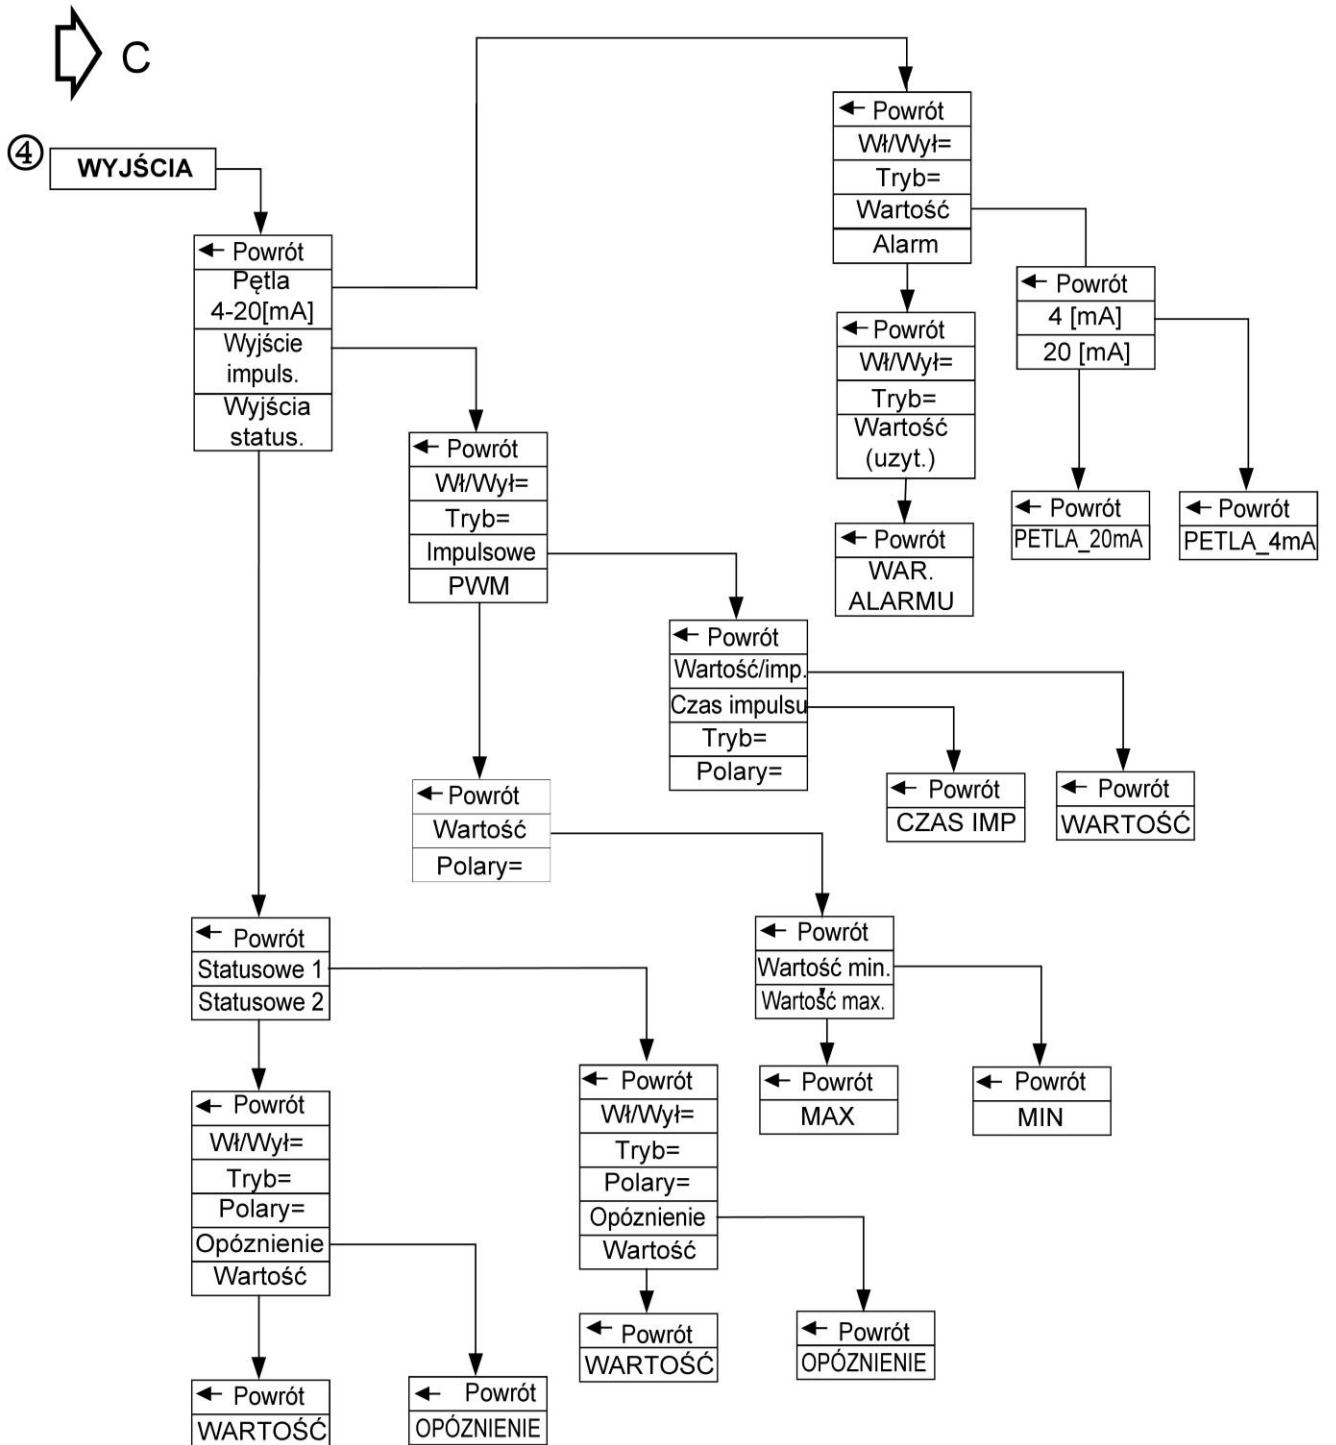 C
④ WYJŚCIA
← Powrót
Pętla
4-20[mA]
Wyjście
impuls.
Wyjścia
status.
← Powrót
Wł/Wył=
Tryb=
Wartość
Alarm
← Powrót
4 [mA]
20 [mA]
← Powrót
Wł/Wył=
Tryb=
Wartość
(uzyt.)
← Powrót
WAR.
ALARMU
← Powrót
PETLA_20mA
← Powrót
PETLA_4mA
← Powrót
Wł/Wył=
Tryb=
Impulsowe
PWM
← Powrót
Wartość/imp.
Czas impulsu
Tryb=
Polary=
← Powrót
CZAS IMP
← Powrót
WARTOŚĆ
← Powrót
Wartość
Polary=
← Powrót
Wartość min.
Wartość max.
← Powrót
MAX
← Powrót
MIN
← Powrót
Statusowe 1
Statusowe 2
← Powrót
Wł/Wył=
Tryb=
Polary=
Opóznienie
Wartość
← Powrót
WARTOŚĆ
← Powrót
OPÓZNIENIE
← Powrót
Wł/Wył=
Tryb=
Polary=
Opóznienie
Wartość
← Powrót
WARTOŚĆ
← Powrót
OPÓZNIENIE